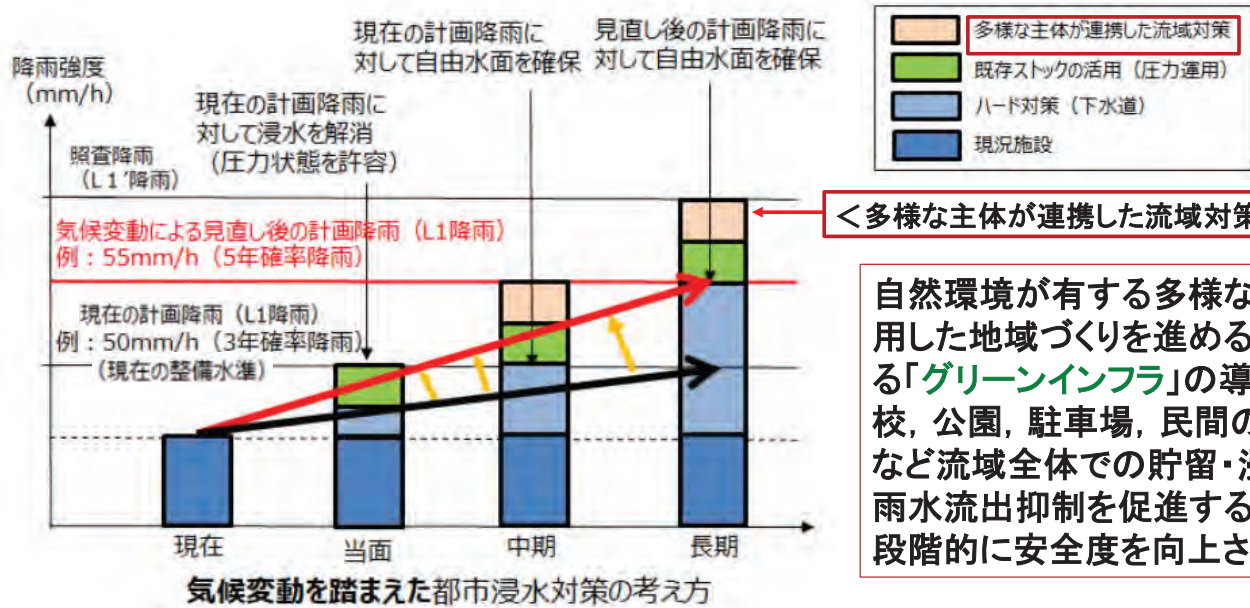 降雨強度
(mm/h)
現在の計画降雨に
対して浸水を解消
(圧力状態を許容)
現在の計画降雨に
対して自由水面を確保
見直し後の計画降雨に
対して自由水面を確保
照査降雨
(L1'降雨)
気候変動による見直し後の計画降雨(L1降雨)
例:55mm/h(5年確率降雨)
現在の計画降雨(L1降雨)
例:50mm/h(3年確率降雨)
(現在の整備水準)
現在
当面
中期
長期
気候変動を踏まえた都市浸水対策の考え方
多様な主体が連携した流域対策
既存ストックの活用(圧力運用)
ハード対策(下水道)
現況施設
<多様な主体が連携した流域対策
自然環境が有する多様な
用した地域づくりを進める
る「グリーンインフラ」の導
校,公園,駐車場,民間の
など流域全体での貯留・
雨水流出抑制を促進する
段階的に安全度を向上さ